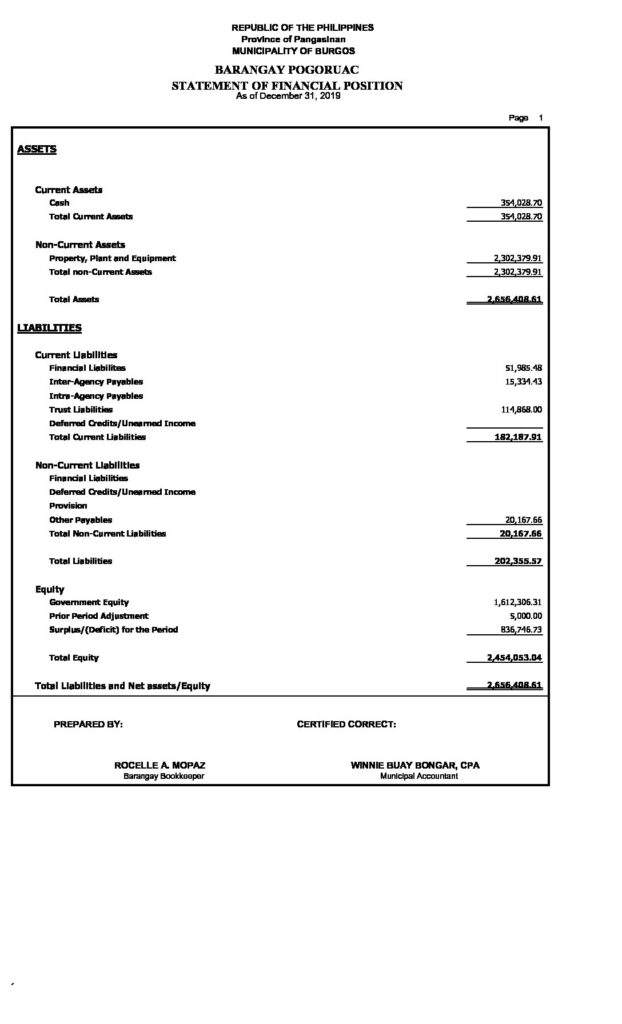 REPUBLIC OF THE PHILIPPINES
Province of Pangasinan
MUNICIPALITY OF BURGOS
BARANGAY POGORUAC
STATEMENT OF FINANCIAL POSITION
As of December 31, 2019
Page 1
ASSETS
Current Assets
Cash 354,028.70
Total Current Assets 354,028.70
Non-Current Assets
Property, Plant and Equipment 2,302,379.91
Total non-Current Assets 2,302,379.91
Total Assets 2,656,408.61
LIABILITIES
Current Liabilities
Financial Liabilites 51,985.48
Inter-Agency Payables 15,334.43
Intra-Agency Payables
Trust Liabilities 114,868.00
Deferred Credits/Unearned Income
Total Current Liabilities 182,187.91
Non-Current Liabilities
Financial Liabilities
Deferred Credits/Unearned Income
Provision
Other Payables 20,167.66
Total Non-Current Liabilities 20,167.66
Total Liabilities 202,355.57
Equity
Government Equity 1,612,306.31
Prior Period Adjustment 5,000.00
Surplus/(Deficit) for the Period 836,746.73
Total Equity 2,454,053.04
Total Liabilities and Net assets/Equity 2,656,408.61
PREPARED BY: CERTIFIED CORRECT:
ROCELLE A. MOPAZ WINNIE BUAY BONGAR, CPA
Barangay Bookkeeper Municipal Accountant